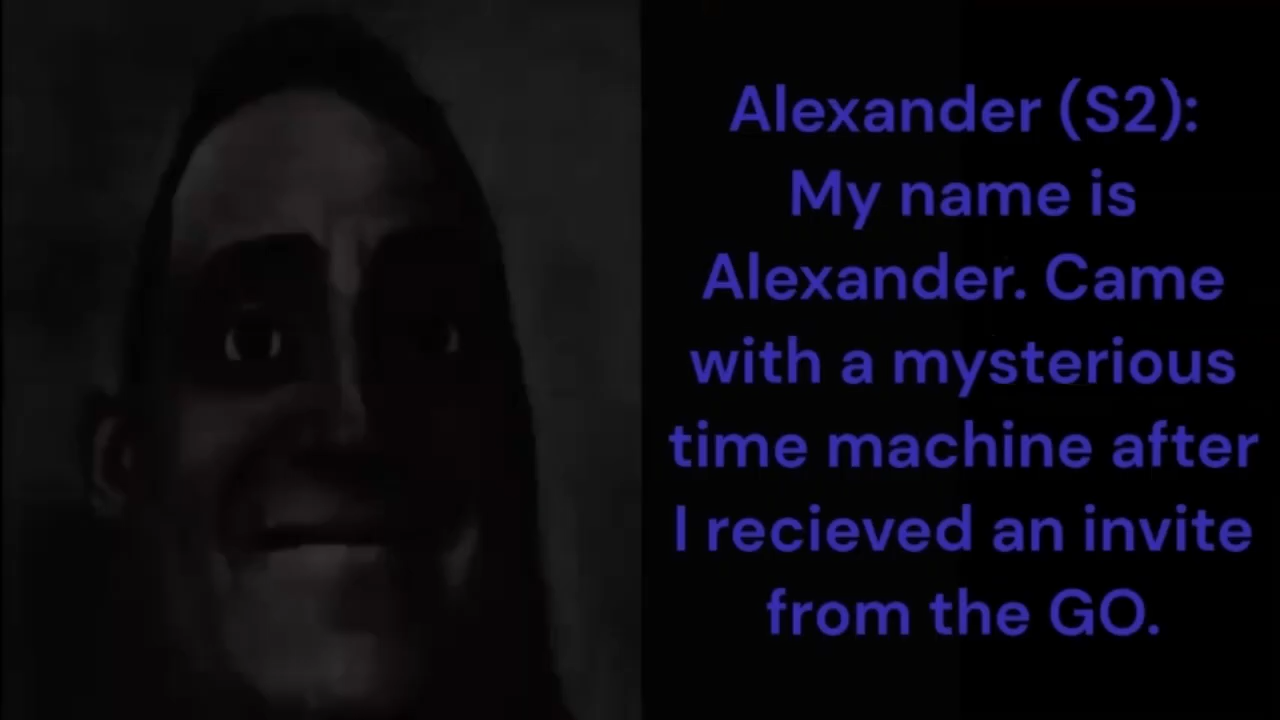 Alexander (S2):
My name is
Alexander. Came
with a mysterious
time machine after
I recieved an invite
from the GO.